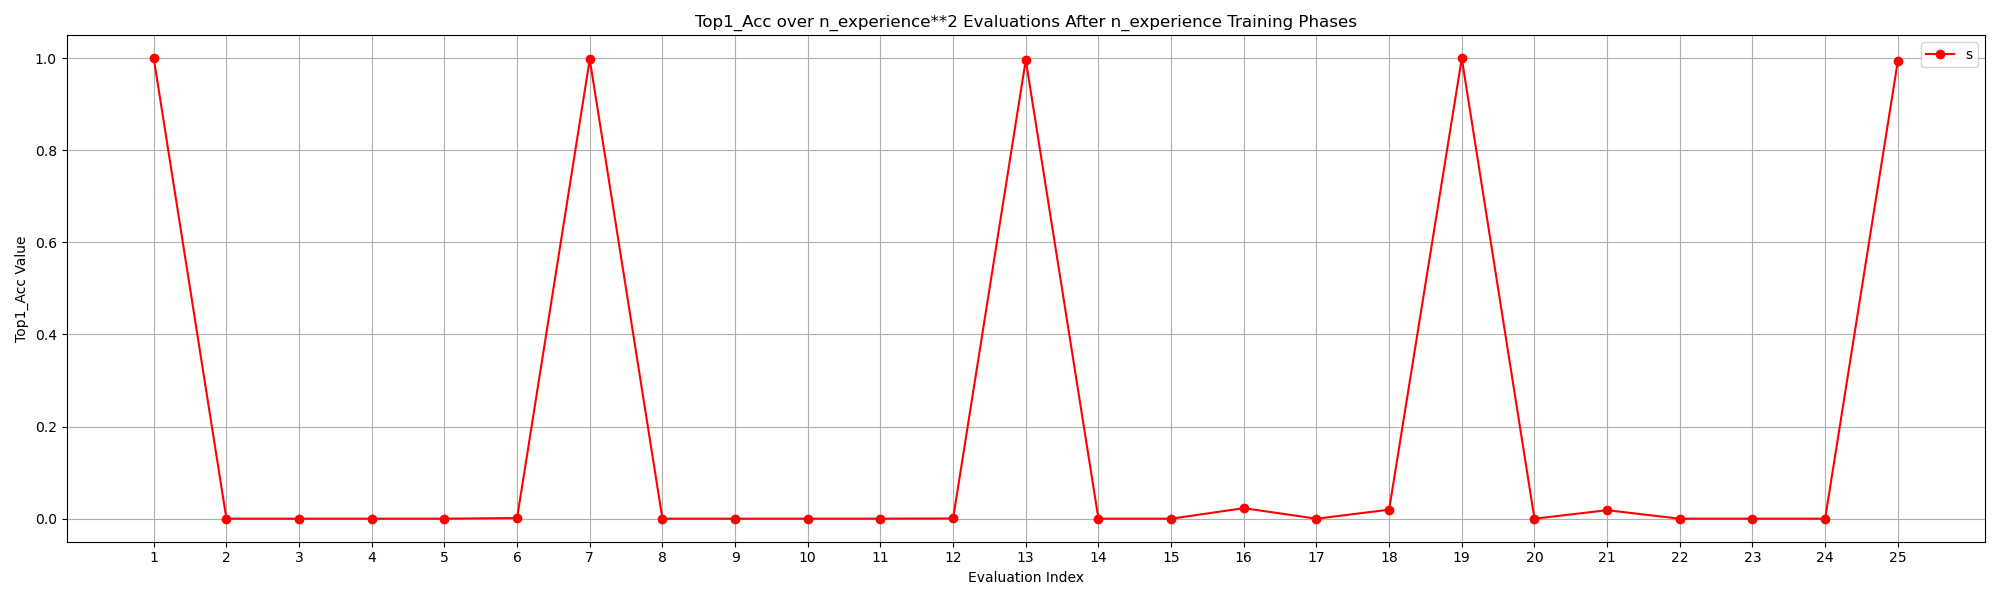 Top1_Acc over n_experience**2 Evaluations After n_experience Training Phases
s
1.0
0.8
0.6
0.4
0.2
0.0
Top1_Acc Value
1 2 3 4 5 6 7 8 9 10 11 12 13 14 15 16 17 18 19 20 21 22 23 24 25
Evaluation Index